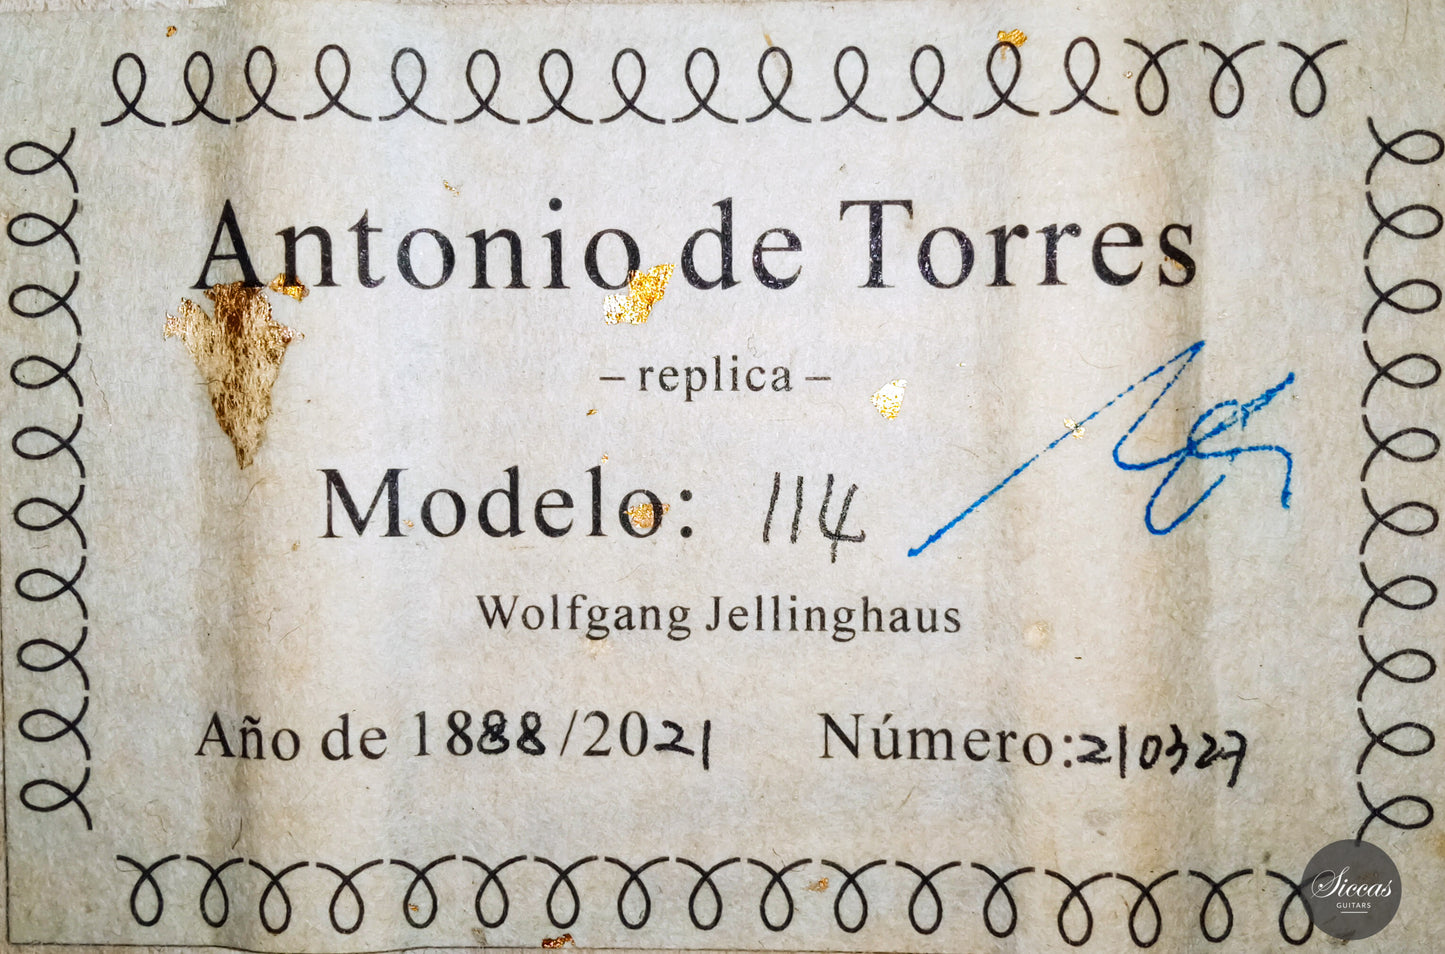 Antonio de Torres
– replica –
Modelo: 114
Wolfgang Jellinghaus
Año de 1888/2021 Número:210327
Siccas
GUITARS